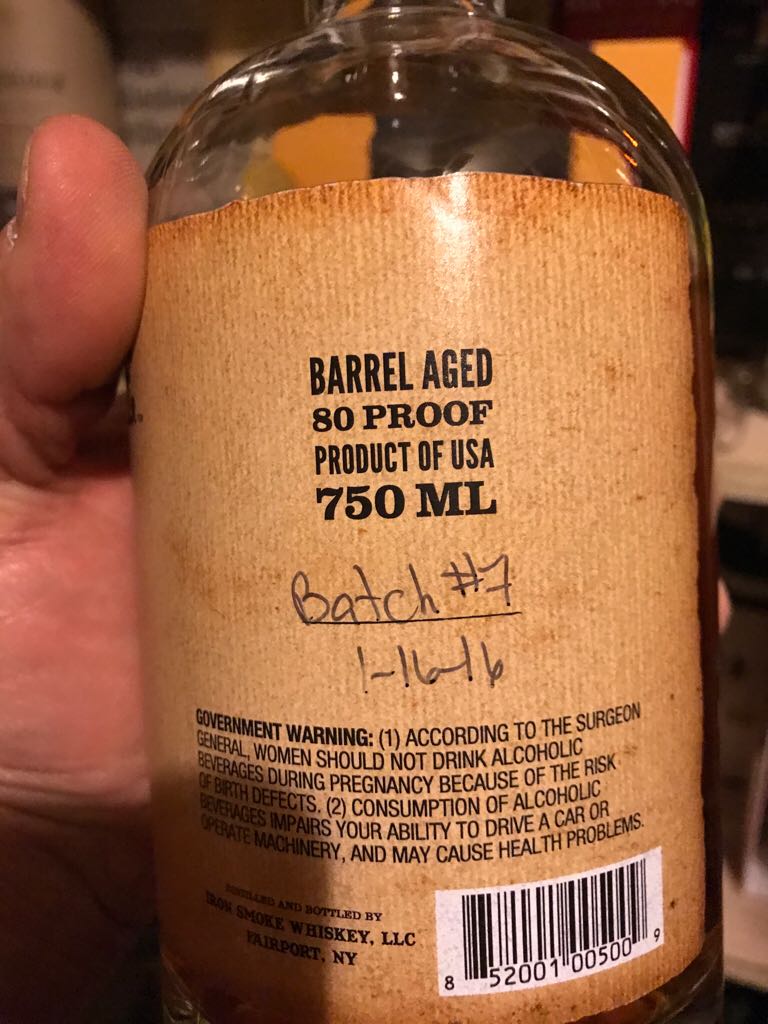 BARREL AGED
80 PROOF
PRODUCT OF USA
750 ML
Batch #7
1-16-16
GOVERNMENT WARNING: (1) ACCORDING TO THE SURGEON
GENERAL, WOMEN SHOULD NOT DRINK ALCOHOLIC
BEVERAGES DURING PREGNANCY BECAUSE OF THE RISK
OF BIRTH DEFECTS. (2) CONSUMPTION OF ALCOHOLIC
BEVERAGES IMPAIRS YOUR ABILITY TO DRIVE A CAR OR
OPERATE MACHINERY, AND MAY CAUSE HEALTH PROBLEMS.
DISTILLED AND BOTTLED BY
IRON SMOKE WHISKEY, LLC
FAIRPORT, NY
8 52001 00500 9